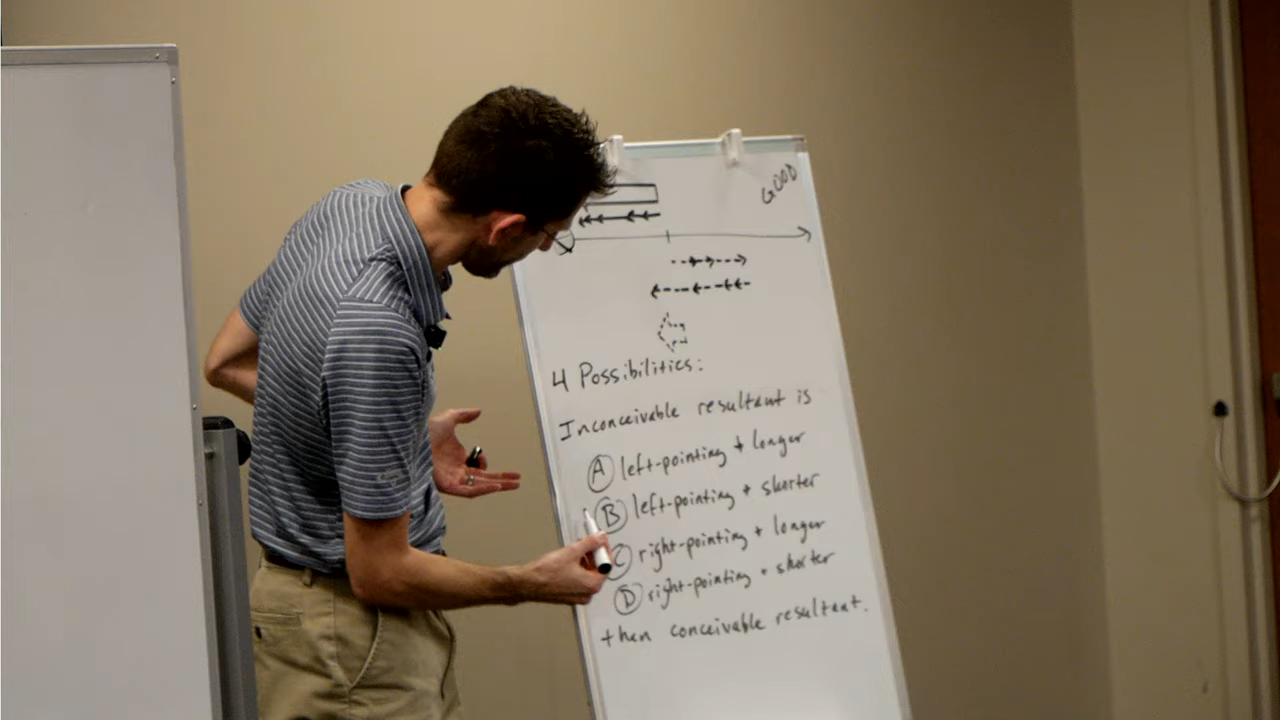 GOOD
4 Possibilities:
Inconceivable resultant is
A left-pointing + longer
B left-pointing + shorter
C right-pointing + longer
D right-pointing + shorter
then conceivable resultant.